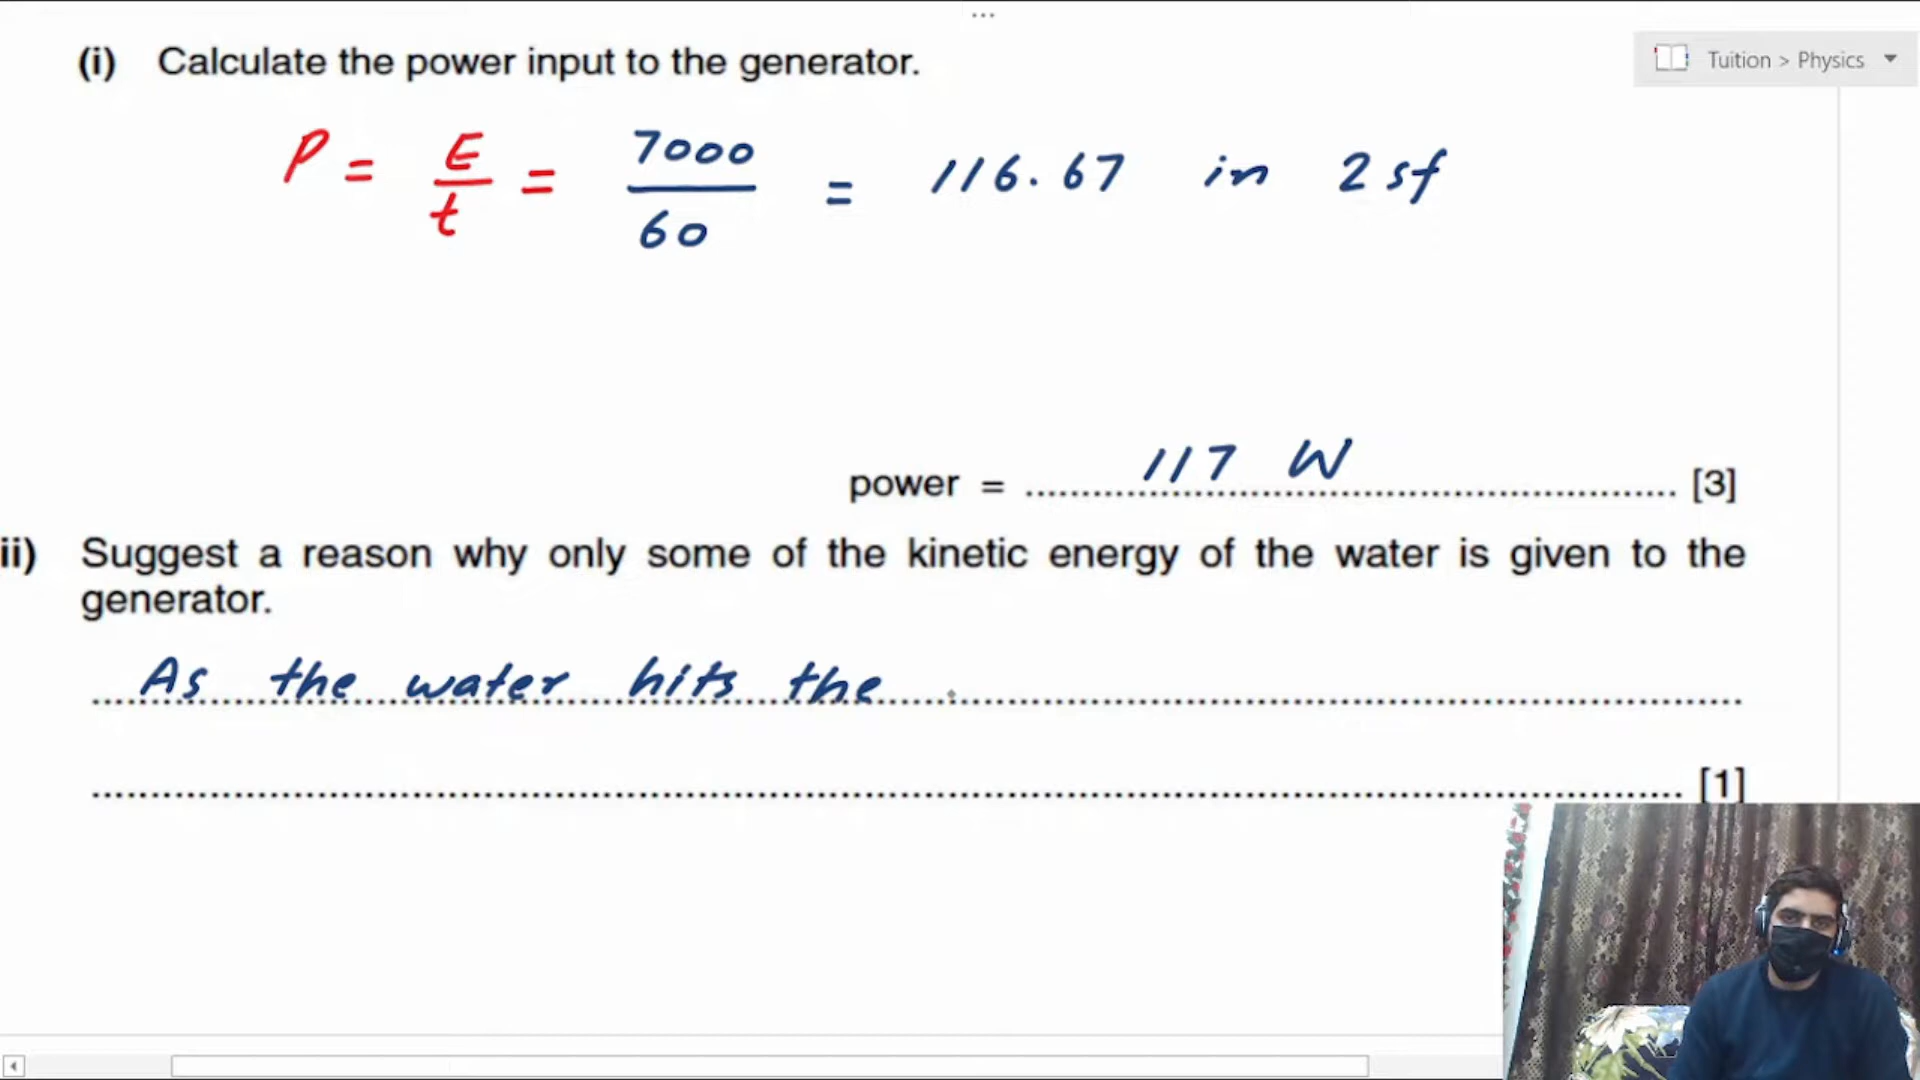 ...
(i) Calculate the power input to the generator.
Tuition > Physics
P = E/t = 7000/60 = 116.67 in 2 sf
power = 117 W [3]
ii) Suggest a reason why only some of the kinetic energy of the water is given to the
generator.
As the water hits the
[1]